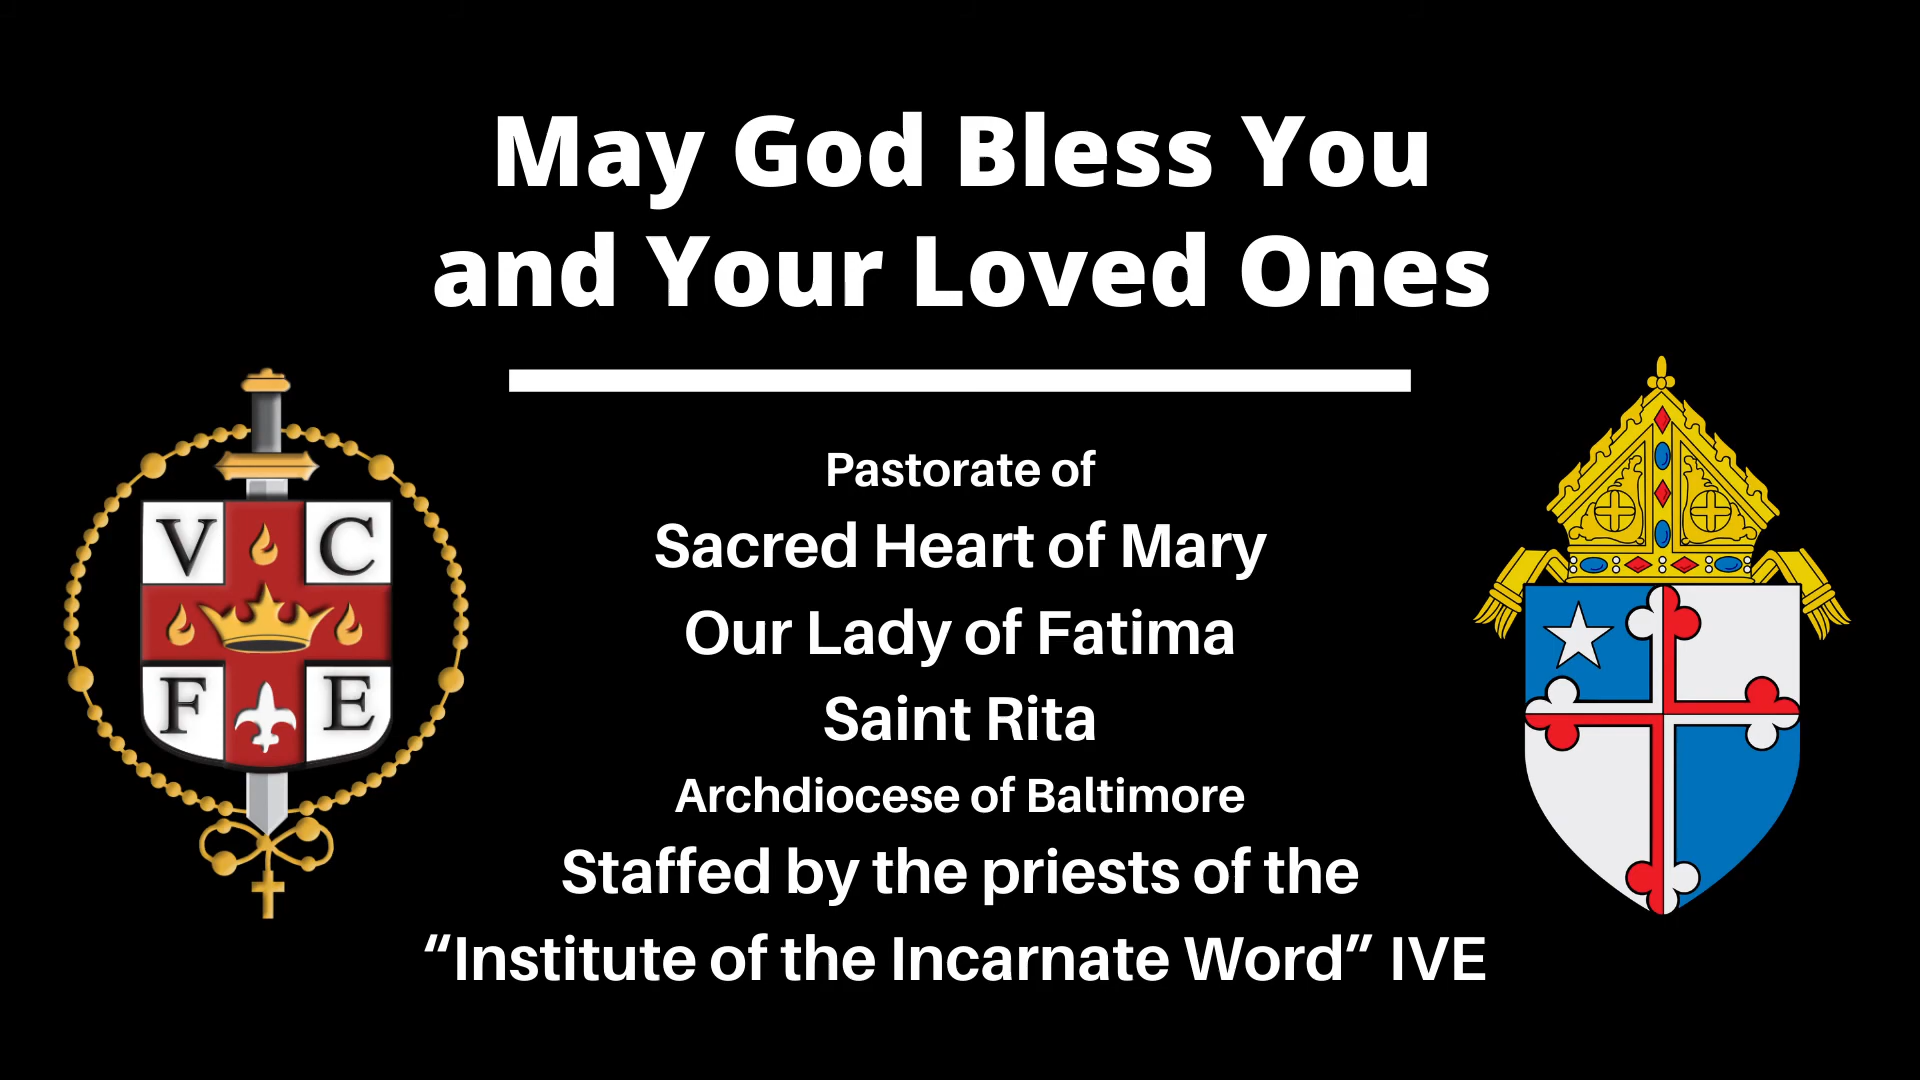 May God Bless You
and Your Loved Ones
Pastorate of
Sacred Heart of Mary
Our Lady of Fatima
Saint Rita
Archdiocese of Baltimore
Staffed by the priests of the
“Institute of the Incarnate Word” IVE
V C
F E